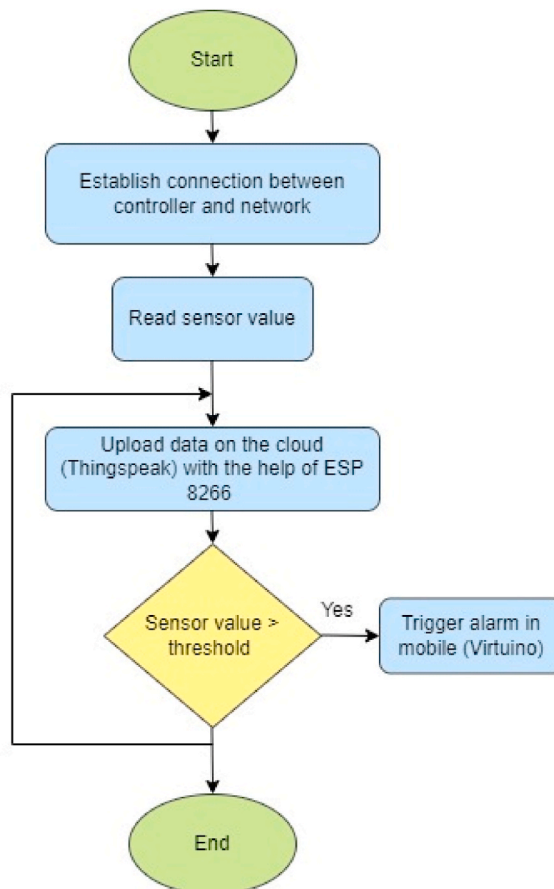 Start
Establish connection between
controller and network
Read sensor value
Upload data on the cloud
(Thingspeak) with the help of ESP
8266
Sensor value >
threshold
Yes
Trigger alarm in
mobile (Virtuino)
End